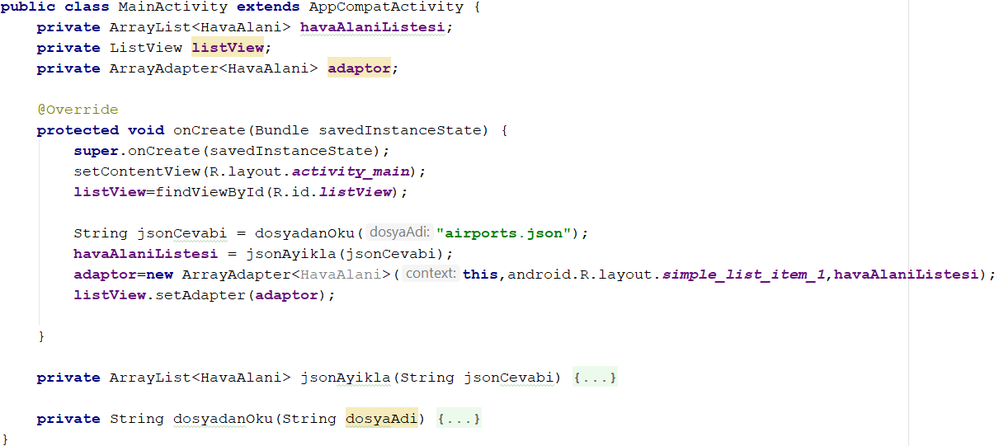 public class MainActivity extends AppCompatActivity {
private ArrayList<HavaAlani> havaAlaniListesi;
private ListView listView;
private ArrayAdapter<HavaAlani> adaptor;
@Override
protected void onCreate(Bundle savedInstanceState) {
super.onCreate(savedInstanceState);
setContentView(R.layout.activity_main);
listView=findViewById(R.id.listView);
String jsonCevabi = dosyadanOku( dosyaAdi: "airports.json");
havaAlaniListesi = jsonAyikla(jsonCevabi);
adaptor=new ArrayAdapter<HavaAlani>( context: this,android.R.layout.simple_list_item_1,havaAlaniListesi);
listView.setAdapter(adaptor);
}
private ArrayList<HavaAlani> jsonAyikla(String jsonCevabi) {...}
private String dosyadanOku(String dosyaAdi) {...}
}